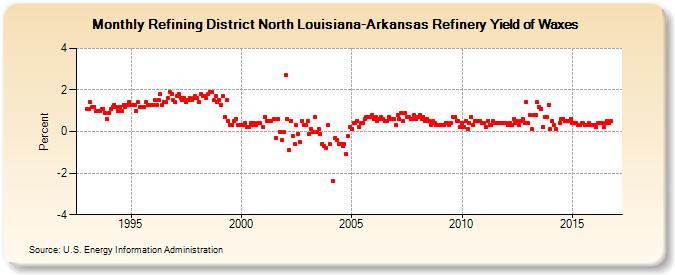 Monthly Refining District North Louisiana-Arkansas Refinery Yield of Waxes
Percent
4
2
0
-2
-4
1995 2000 2005 2010 2015
Source: U.S. Energy Information Administration